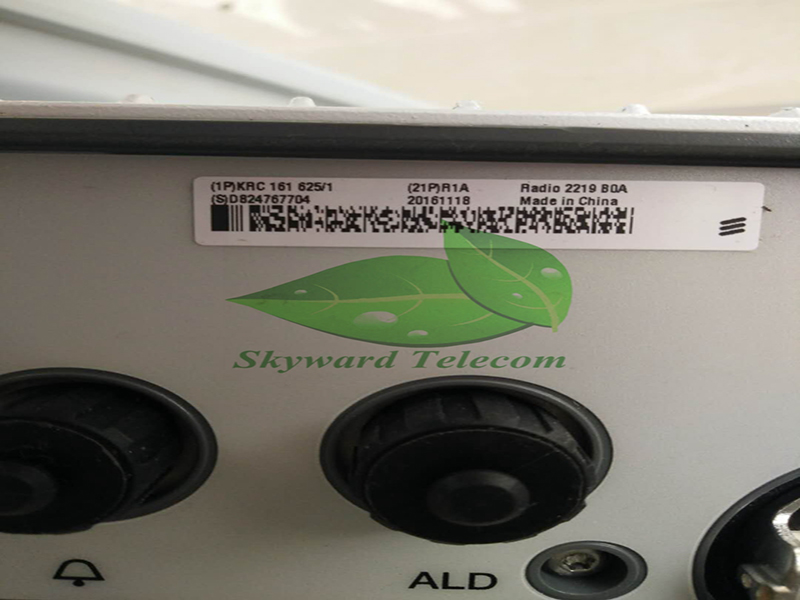 (1P)KRC 161 625/1 (21P)R1A Radio 2219 B0A
(S)D824767704 20161118 Made in China
Skyward Telecom
ALD